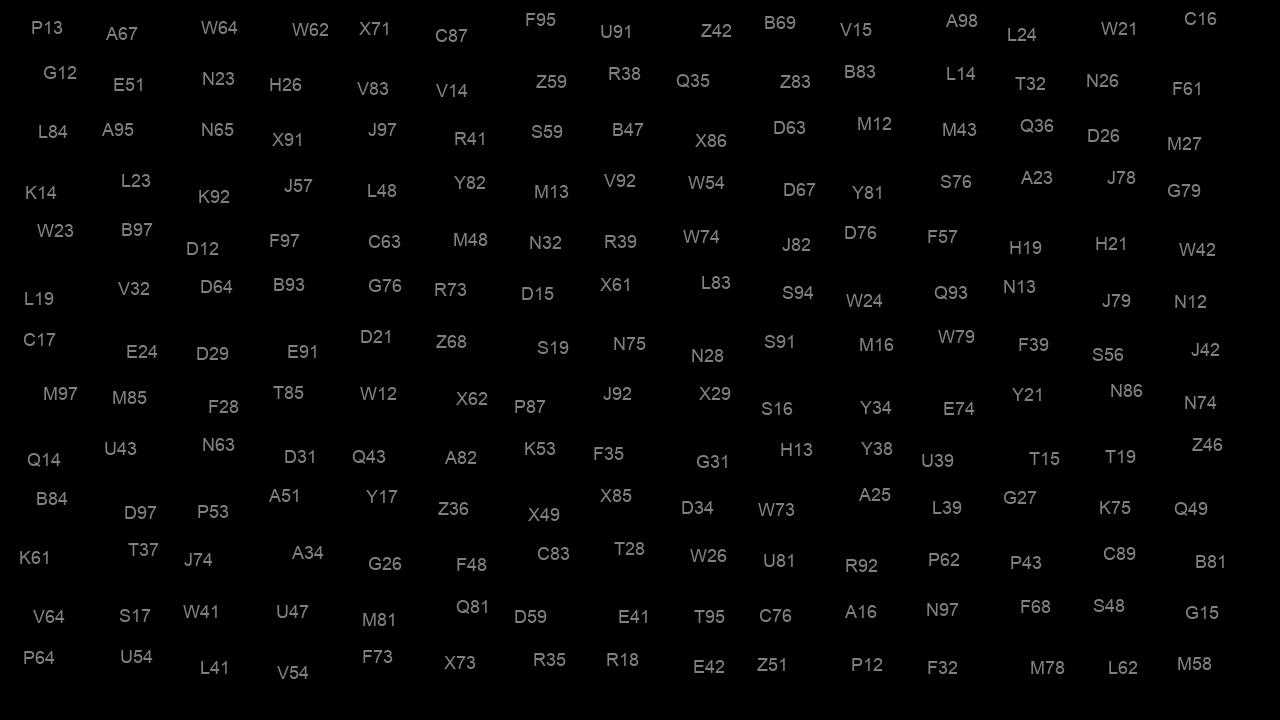 P13 A67 W64 W62 X71 C87 F95 U91 Z42 B69 V15 A98 L24 W21 C16
G12 E51 N23 H26 V83 V14 Z59 R38 Q35 Z83 B83 L14 T32 N26 F61
L84 A95 N65 X91 J97 R41 S59 B47 X86 D63 M12 M43 Q36 D26 M27
K14 L23 K92 J57 L48 Y82 M13 V92 W54 D67 Y81 S76 A23 J78 G79
W23 B97 D12 F97 C63 M48 N32 R39 W74 J82 D76 F57 H19 H21 W42
L19 V32 D64 B93 G76 R73 D15 X61 L83 S94 W24 Q93 N13 J79 N12
C17 E24 D29 E91 D21 Z68 S19 N75 N28 S91 M16 W79 F39 S56 J42
M97 M85 F28 T85 W12 X62 P87 J92 X29 S16 Y34 E74 Y21 N86 N74
Q14 U43 N63 D31 Q43 A82 K53 F35 G31 H13 Y38 U39 T15 T19 Z46
B84 D97 P53 A51 Y17 Z36 X49 X85 D34 W73 A25 L39 G27 K75 Q49
K61 T37 J74 A34 G26 F48 C83 T28 W26 U81 R92 P62 P43 C89 B81
V64 S17 W41 U47 M81 Q81 D59 E41 T95 C76 A16 N97 F68 S48 G15
P64 U54 L41 V54 F73 X73 R35 R18 E42 Z51 P12 F32 M78 L62 M58